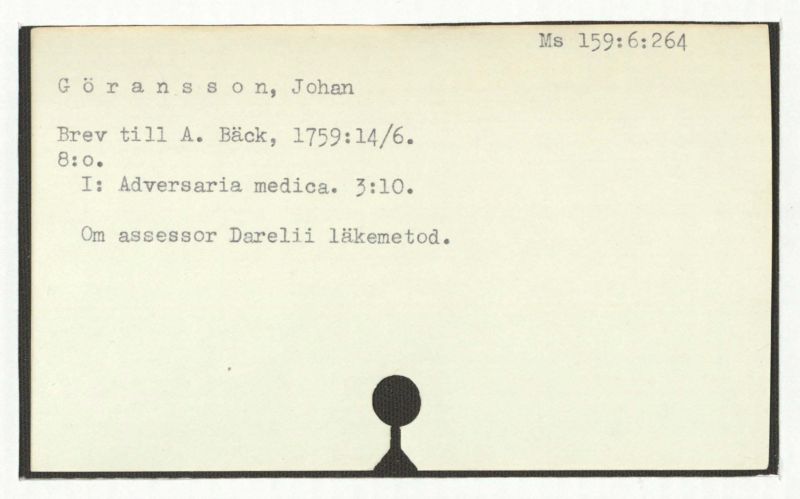 Ms 159:6:264
G ö r a n s s o n, Johan
Brev till A. Bäck, 1759:14/6.
8:o.
I: Adversaria medica. 3:10.
Om assessor Darelii läkemetod.